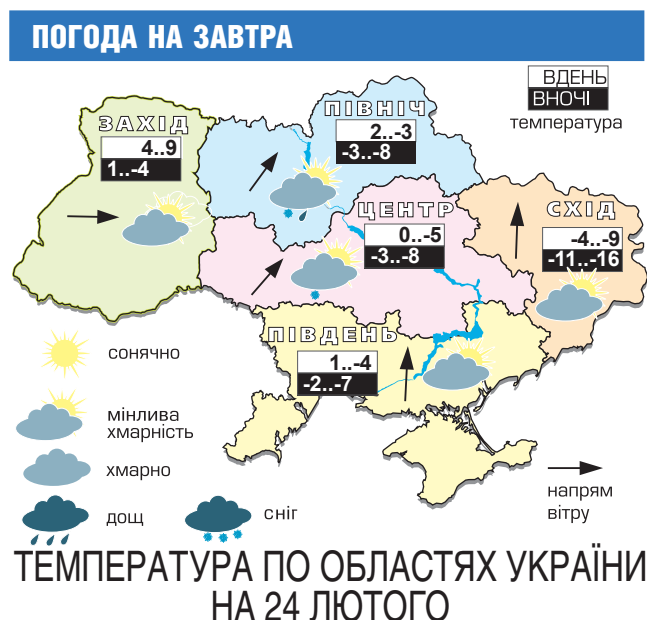 ПОГОДА НА ЗАВТРА
ВДЕНЬ
ВНОЧІ
температура
ПІВНІЧ
2..-3
-3..-8
ЗАХІД
4..9
1..-4
ЦЕНТР
0..-5
-3..-8
СХІД
-4..-9
-11..-16
ПІВДЕНЬ
1..-4
-2..-7
сонячно
мінлива
хмарність
хмарно
дощ
сніг
напрям
вітру
ТЕМПЕРАТУРА ПО ОБЛАСТЯХ УКРАЇНИ
НА 24 ЛЮТОГО